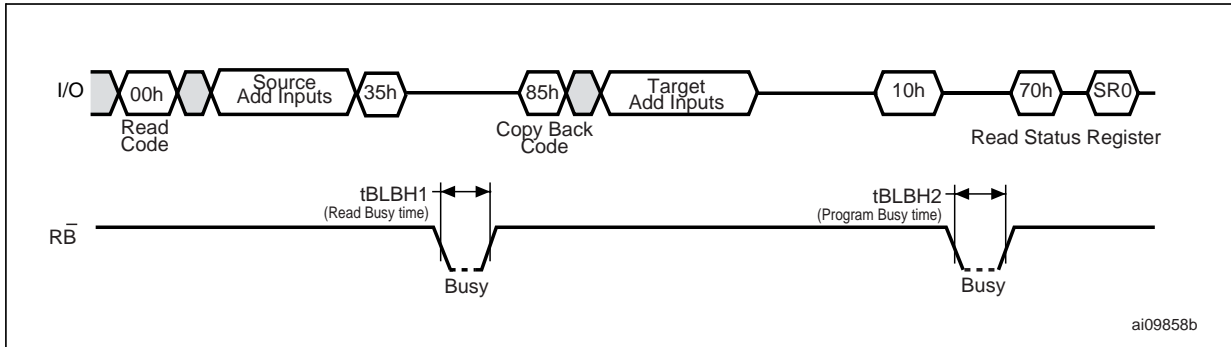 I/O
00h
Source
Add Inputs
35h
85h
Target
Add Inputs
10h
70h
SR0
Read
Code
Copy Back
Code
Read Status Register
tBLBH1
(Read Busy time)
tBLBH2
(Program Busy time)
RB̅
Busy
Busy
ai09858b